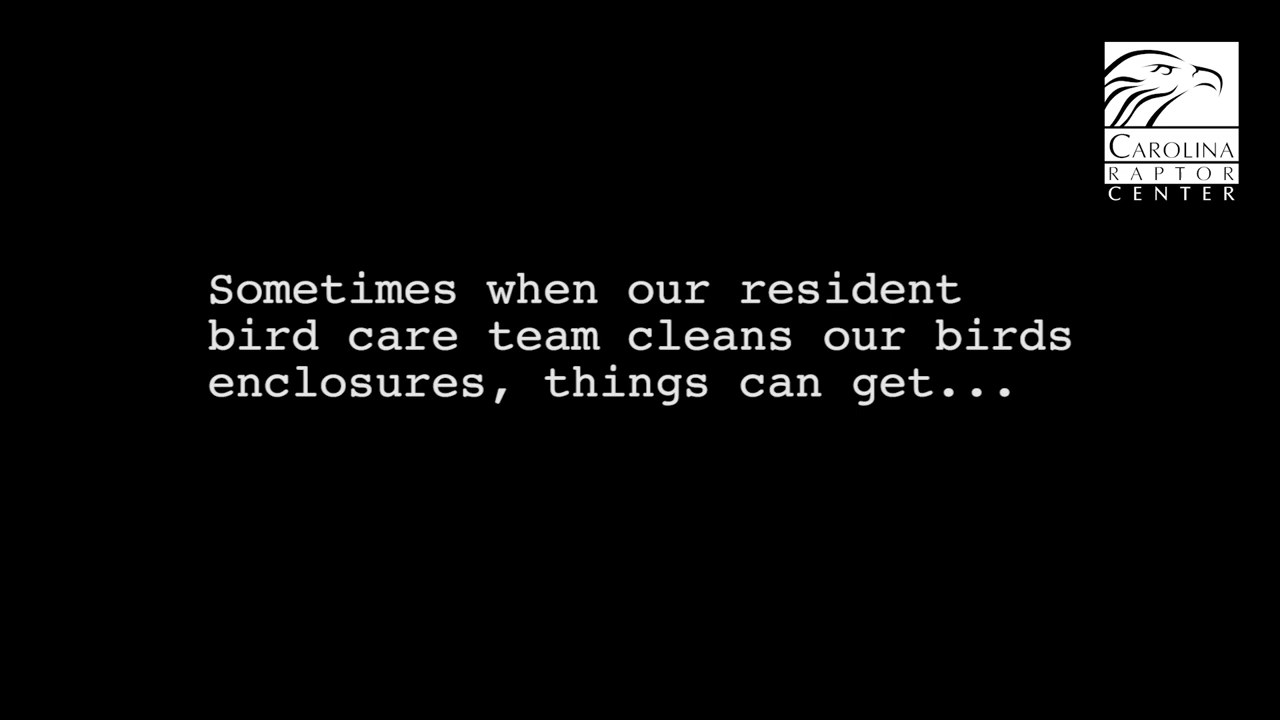 CAROLINA
RAPTOR
CENTER
Sometimes when our resident
bird care team cleans our birds
enclosures, things can get...